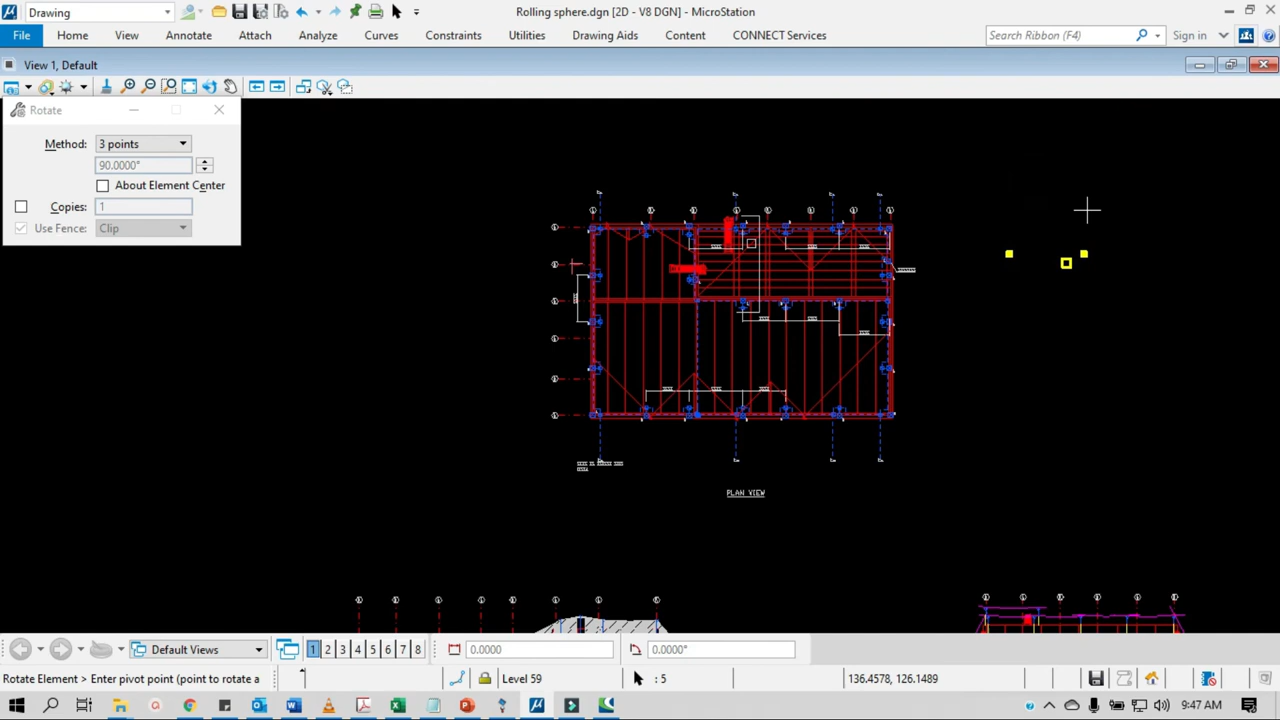 Drawing
Rolling sphere.dgn [2D - V8 DGN] - MicroStation
File Home View Annotate Attach Analyze Curves Constraints Utilities Drawing Aids Content CONNECT Services Search Ribbon (F4) Sign in
View 1, Default
Rotate
Method: 3 points
90.0000°
About Element Center
Copies: 1
Use Fence: Clip
PLAN VIEW
Default Views 1 2 3 4 5 6 7 8 0.0000 0.0000°
Rotate Element > Enter pivot point (point to rotate a Level 59 : 5 136.4578, 126.1489
9:47 AM